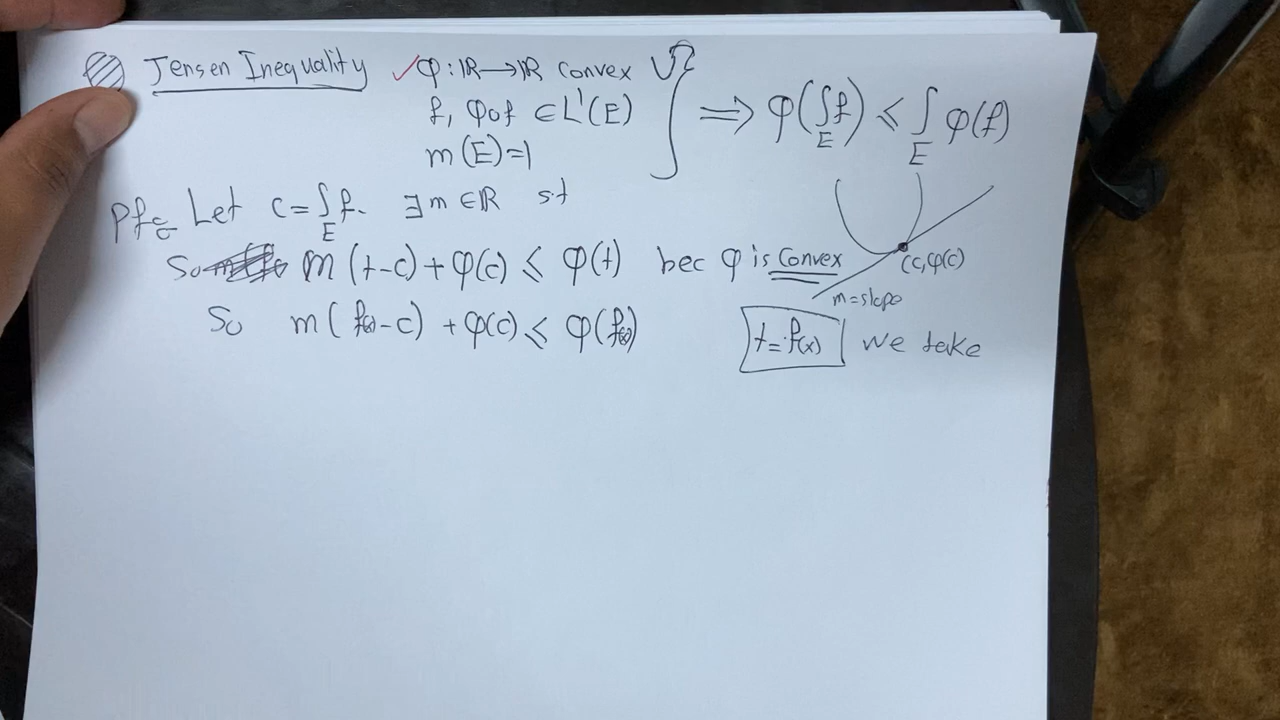 Jensen Inequality ✓ φ : ℝ → ℝ convex
f, φof ∈ L¹(E)
m(E)=1
⟹ φ(∫_E f) ≤ ∫_E φ(f)
Pf: Let c = ∫_E f. ∃ m ∈ ℝ st
So m(t-c) + φ(c) ≤ φ(t) bec φ is convex
(c,φ(c))
m=slope
So m(f(x)-c) + φ(c) ≤ φ(f(x))
t=f(x) we take